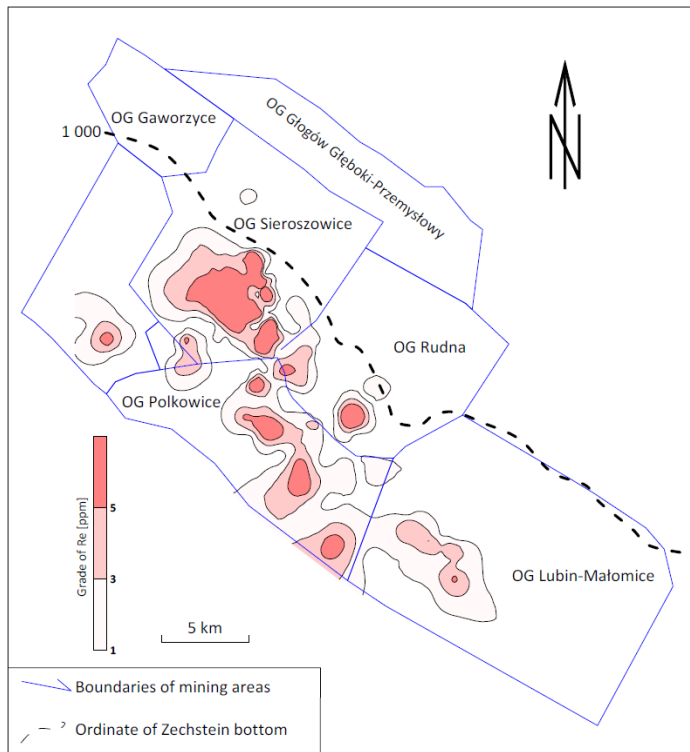 OG Gaworzyce
1 000
OG Głogów Głęboki-Przemysłowy
N
OG Sieroszowice
OG Rudna
OG Polkowice
OG Lubin-Małomice
Grade of Re [ppm]
5
3
1
5 km
Boundaries of mining areas
Ordinate of Zechstein bottom